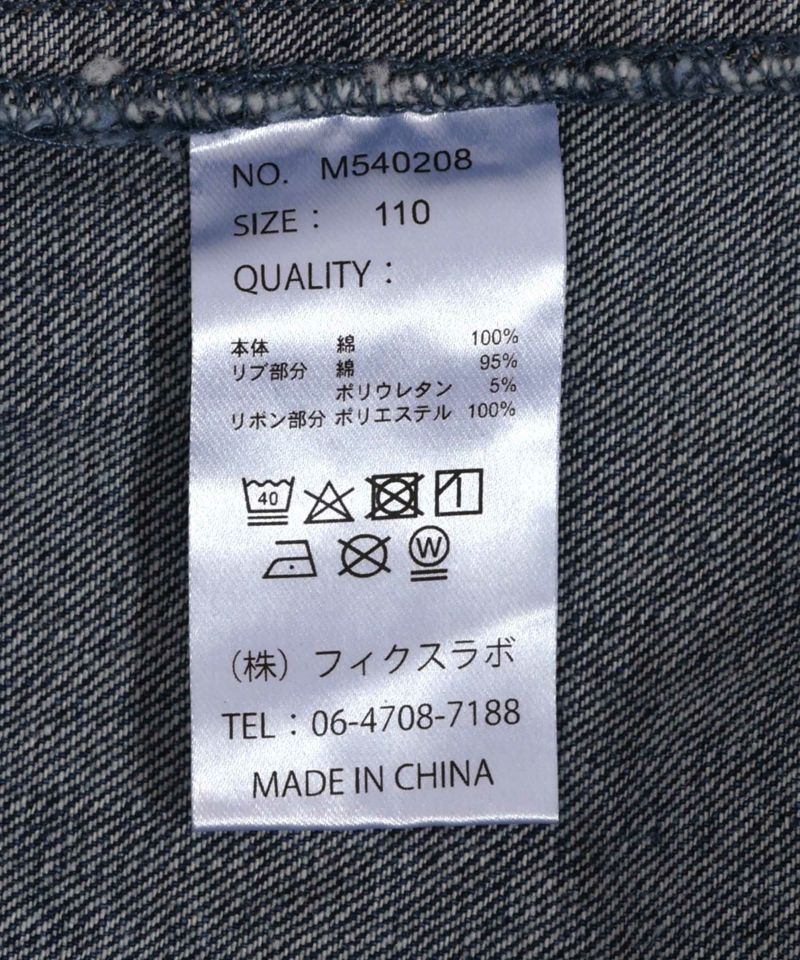 NO. M540208
SIZE： 110
QUALITY：
本体 綿 100%
リブ部分 綿 95%
ポリウレタン 5%
リボン部分 ポリエステル 100%
40
W
（株）フィクスラボ
TEL：06-4708-7188
MADE IN CHINA